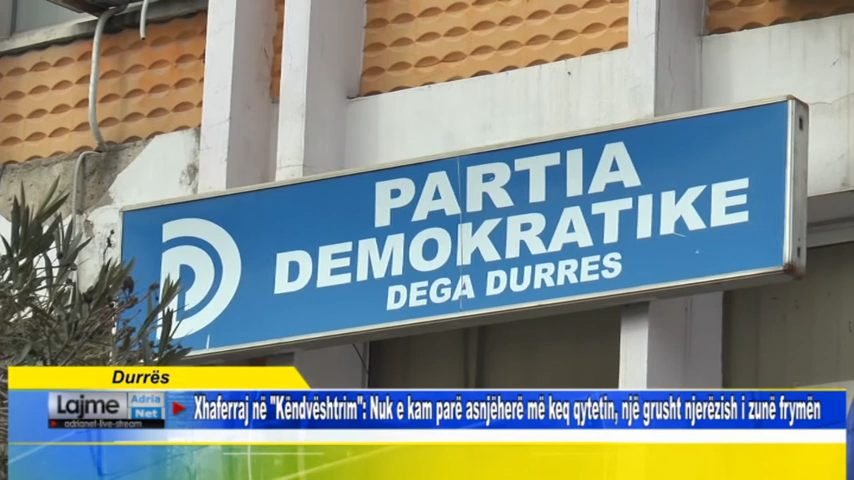 PARTIA
DEMOKRATIKE
DEGA DURRES
Durrës
Lajme Adria Net
adrianet-live-stream
Xhaferraj në "Këndvështrim": Nuk e kam parë asnjëherë më keq qytetin, një grusht njerëzish i zunë frymën